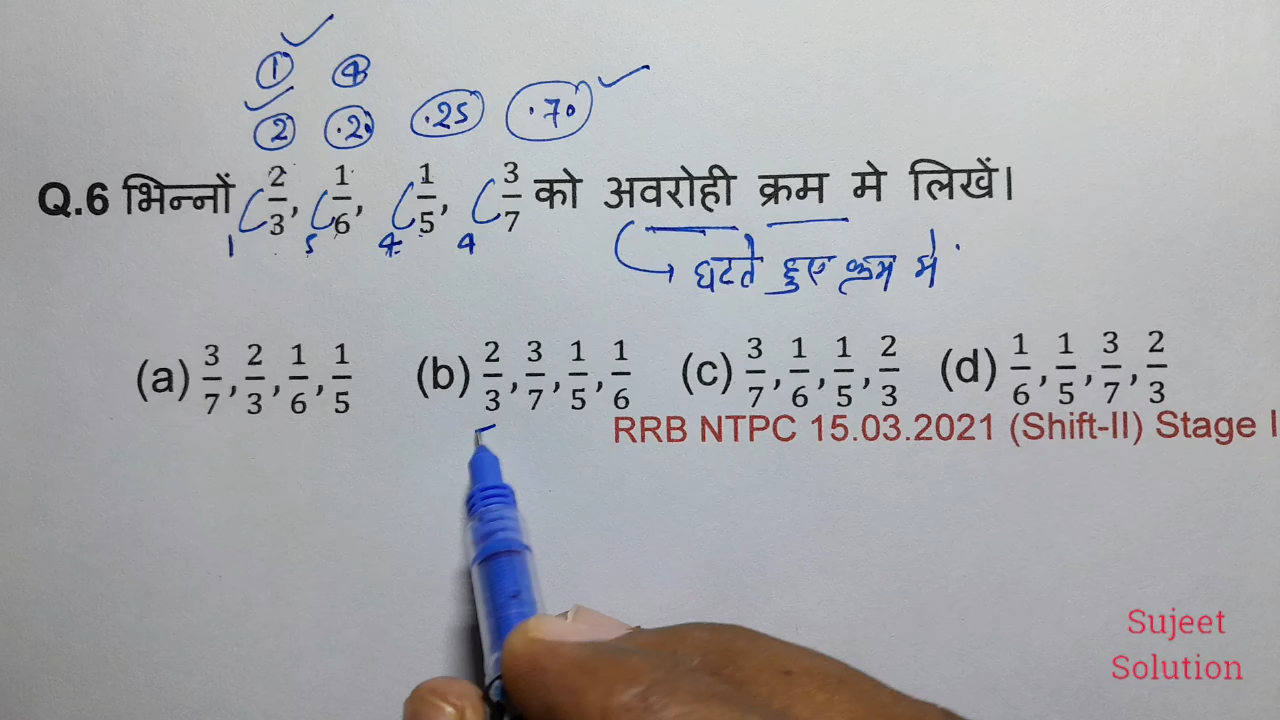 ① ④
② .20 .25 .70
Q.6 भिन्नों 2/3, 1/6, 1/5, 3/7 को अवरोही क्रम मे लिखें।
1 5 4 4
घटते हुए क्रम में
(a) 3/7, 2/3, 1/6, 1/5 (b) 2/3, 3/7, 1/5, 1/6 (c) 3/7, 1/6, 1/5, 2/3 (d) 1/6, 1/5, 3/7, 2/3
RRB NTPC 15.03.2021 (Shift-II) Stage I
Sujeet
Solution